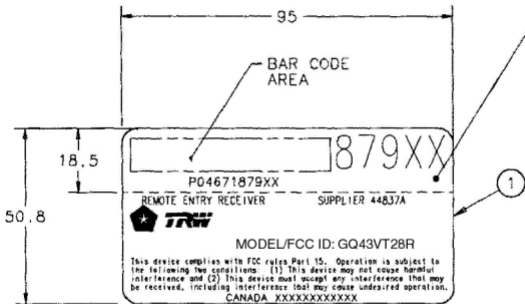 95
BAR CODE
AREA
879XX
18.5
P04671879XX
REMOTE ENTRY RECEIVER SUPPLIER 44837A
1
50.8
TRW
MODEL/FCC ID: GQ43VT28R
This device complies with FCC rules Part 15. Operation is subject to
the following two conditions: (1) This device may not cause harmful
interference and (2) This device must accept any interference that may
be received, including interference that may cause undesired operation.
CANADA XXXXXXXXXXXX